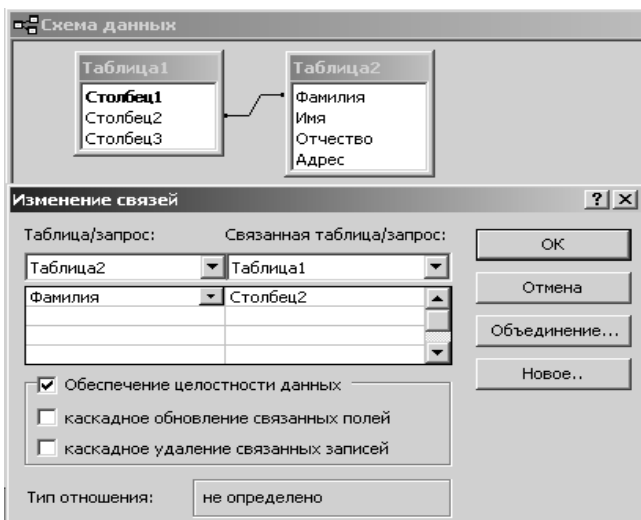 Схема данных
Таблица1
Столбец1
Столбец2
Столбец3
Таблица2
Фамилия
Имя
Отчество
Адрес
Изменение связей
Таблица/запрос: Связанная таблица/запрос:
Таблица2 Таблица1
Фамилия Столбец2
ОК
Отмена
Объединение...
Новое..
Обеспечение целостности данных
каскадное обновление связанных полей
каскадное удаление связанных записей
Тип отношения: не определено